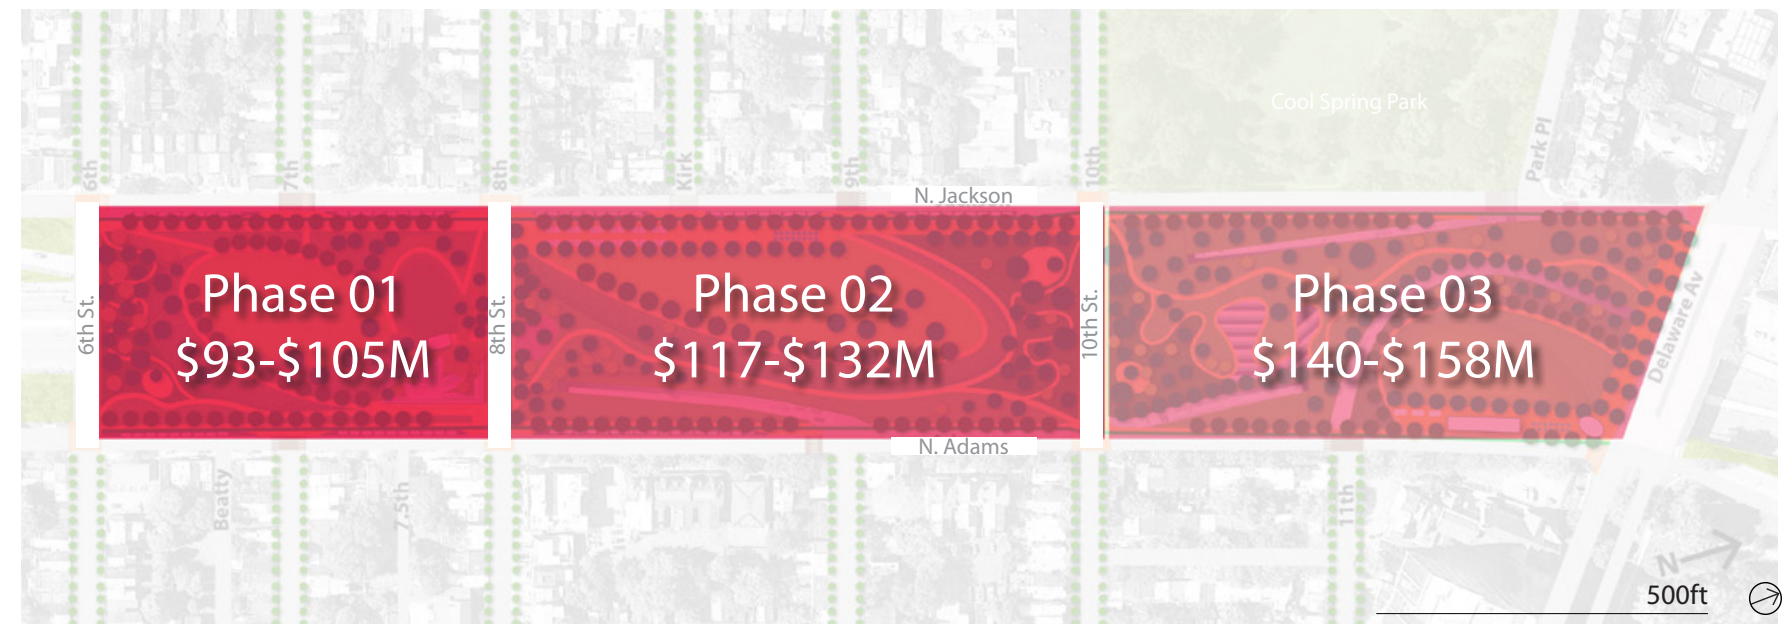 Cool Spring Park
6th
7th
8th
Kirk
9th
10th
Park Pl
N. Jackson
6th St.
Phase 01
$93-$105M
8th St.
Phase 02
$117-$132M
10th St.
Phase 03
$140-$158M
Delaware Av
N. Adams
Beatty
7.5th
11th
N
500ft